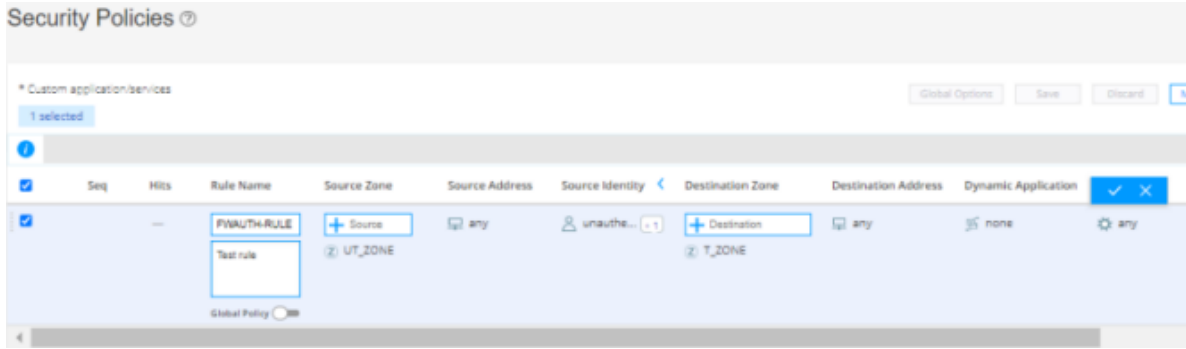 Security Policies ?
* Custom application/services
Global Options Save Discard
1 selected
Seq Hits Rule Name Source Zone Source Address Source Identity Destination Zone Destination Address Dynamic Application
— FWAUTH-RULE + Source any unauthe... + 1 + Destination any none any
Test rule Z UT_ZONE Z T_ZONE
Global Policy